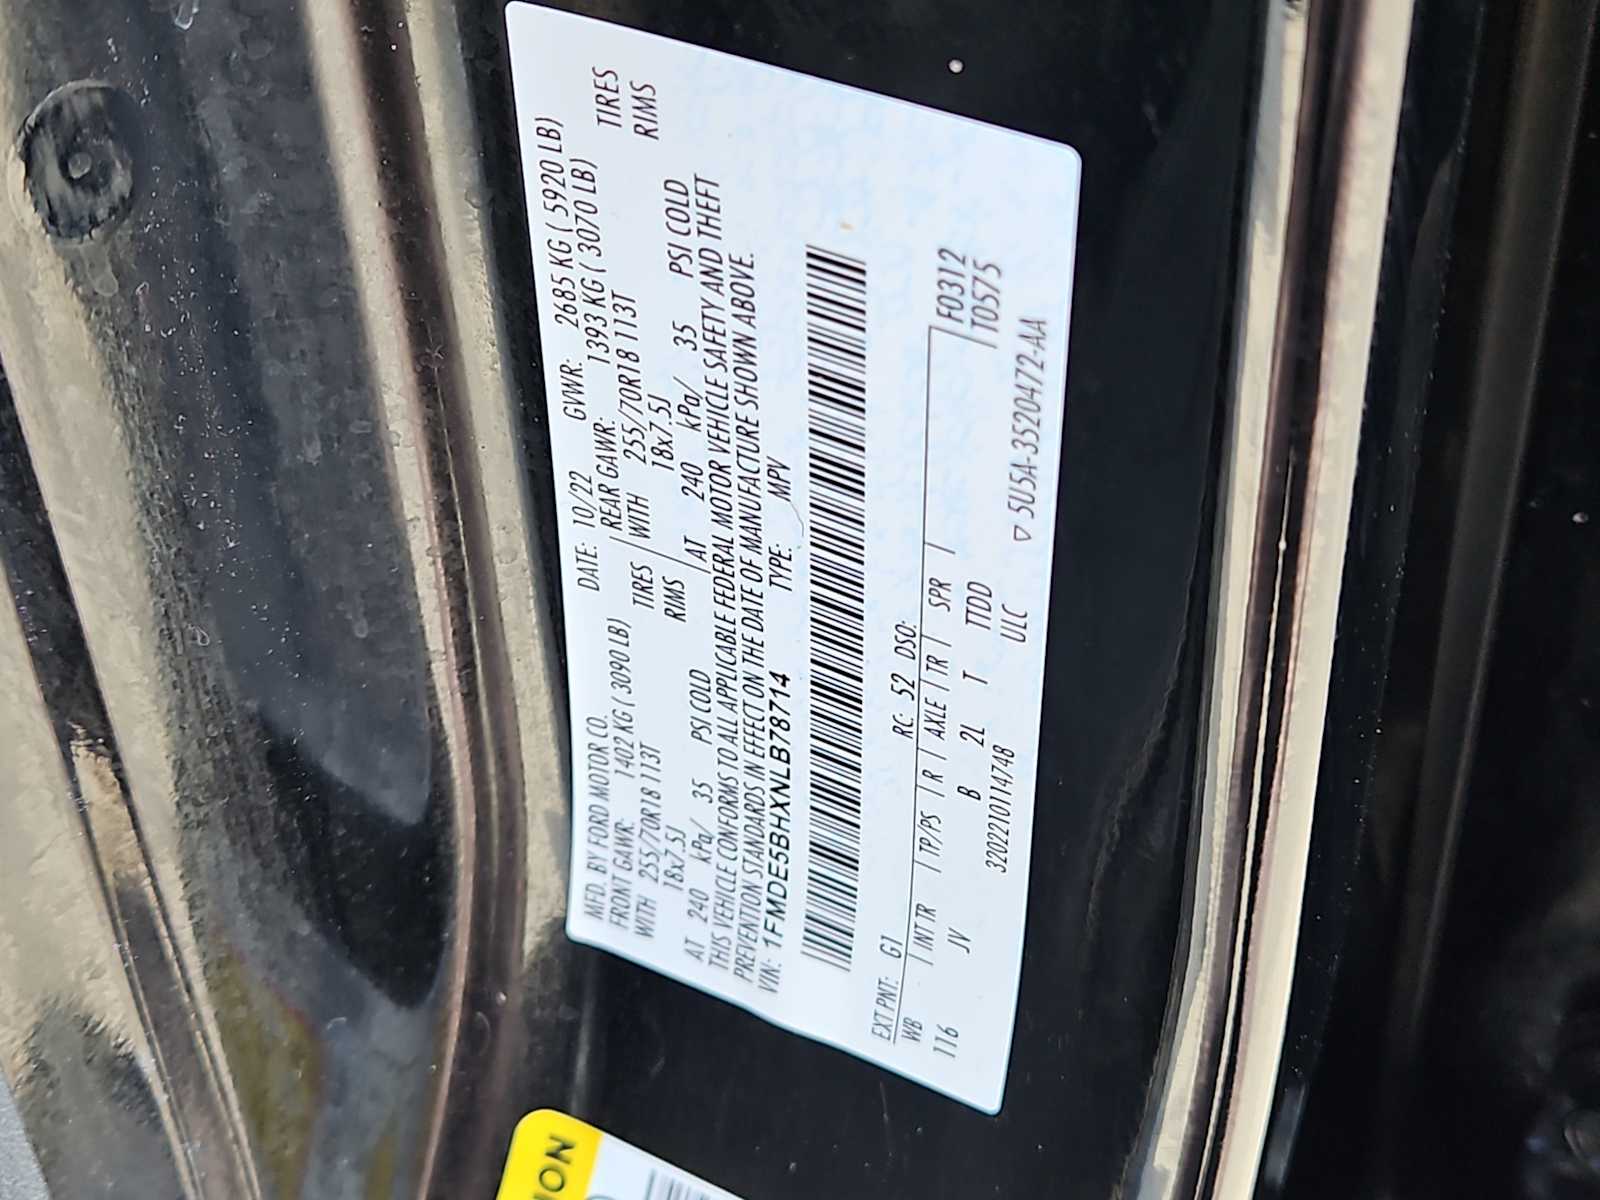 MFD. BY FORD MOTOR CO. DATE: 10/22 GVWR: 2685 KG ( 5920 LB)
FRONT GAWR: 1402 KG ( 3090 LB) REAR GAWR: 1393 KG ( 3070 LB)
WITH 255/70R18 113T TIRES WITH 255/70R18 113T TIRES
18x7.5J RIMS 18x7.5J RIMS
AT 240 kPa/ 35 PSI COLD AT 240 kPa/ 35 PSI COLD
THIS VEHICLE CONFORMS TO ALL APPLICABLE FEDERAL MOTOR VEHICLE SAFETY AND THEFT
PREVENTION STANDARDS IN EFFECT ON THE DATE OF MANUFACTURE SHOWN ABOVE.
VIN: 1FMDE5BHXNLB78714 TYPE: MPV
EXT PNT: G1 RC: 52 DSO:
WB INTR TP/PS R AXLE TR SPR F0312
116 JV B 2L T TDD T0575
320221011474B ULC
▽ 5U5A-3520472-AA
ION